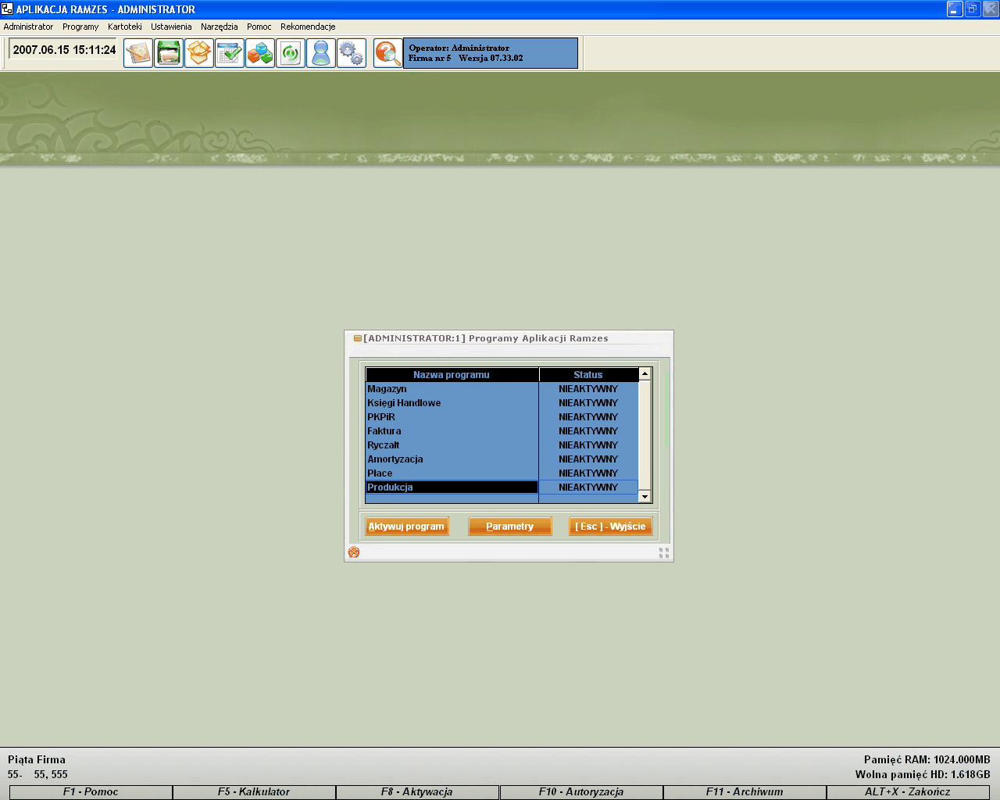 APLIKACJA RAMZES - ADMINISTRATOR
Administrator Programy Kartoteki Ustawienia Narzędzia Pomoc Rekomendacje
2007.06.15 15:11:24
Operator: Administrator
Firma nr 5 Wersja 07.33.02
[ADMINISTRATOR:1] Programy Aplikacji Ramzes
Nazwa programu Status
Magazyn NIEAKTYWNY
Księgi Handlowe NIEAKTYWNY
PKPiR NIEAKTYWNY
Faktura NIEAKTYWNY
Ryczałt NIEAKTYWNY
Amortyzacja NIEAKTYWNY
Płace NIEAKTYWNY
Produkcja NIEAKTYWNY
Aktywuj program Parametry [ Esc ] - Wyjście
Piąta Firma Pamięć RAM: 1024.000MB
55- 55, 555 Wolna pamięć HD: 1.618GB
F1 - Pomoc F5 - Kalkulator F8 - Aktywacja F10 - Autoryzacja F11 - Archiwum ALT+X - Zakończ